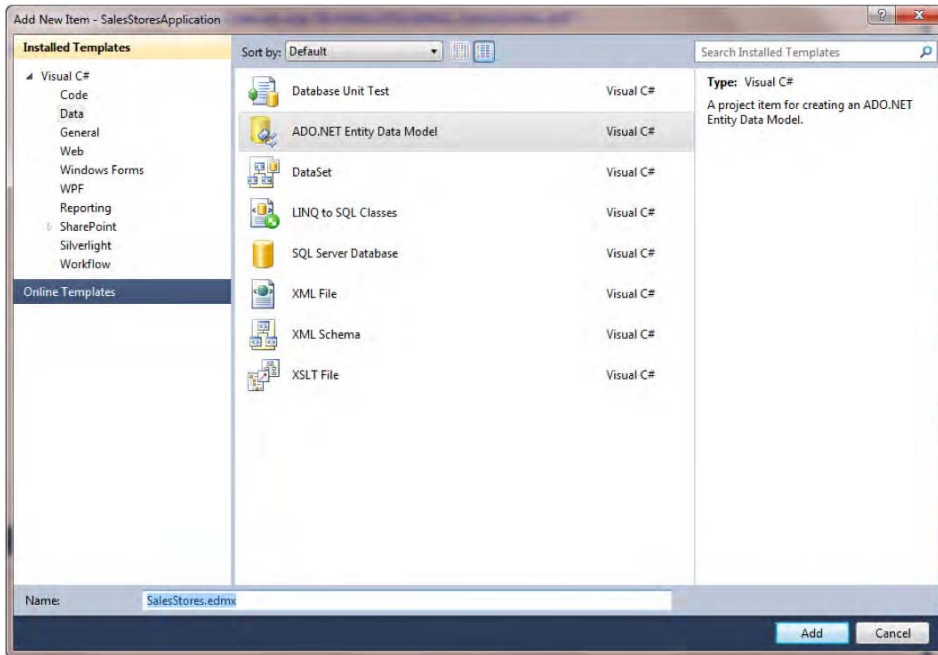 Add New Item - SalesStoresApplication
Installed Templates
Visual C#
Code
Data
General
Web
Windows Forms
WPF
Reporting
SharePoint
Silverlight
Workflow
Online Templates
Sort by: Default
Database Unit Test Visual C#
ADO.NET Entity Data Model Visual C#
DataSet Visual C#
LINQ to SQL Classes Visual C#
SQL Server Database Visual C#
XML File Visual C#
XML Schema Visual C#
XSLT File Visual C#
Search Installed Templates
Type: Visual C#
A project item for creating an ADO.NET
Entity Data Model.
Name: SalesStores.edmx
Add Cancel